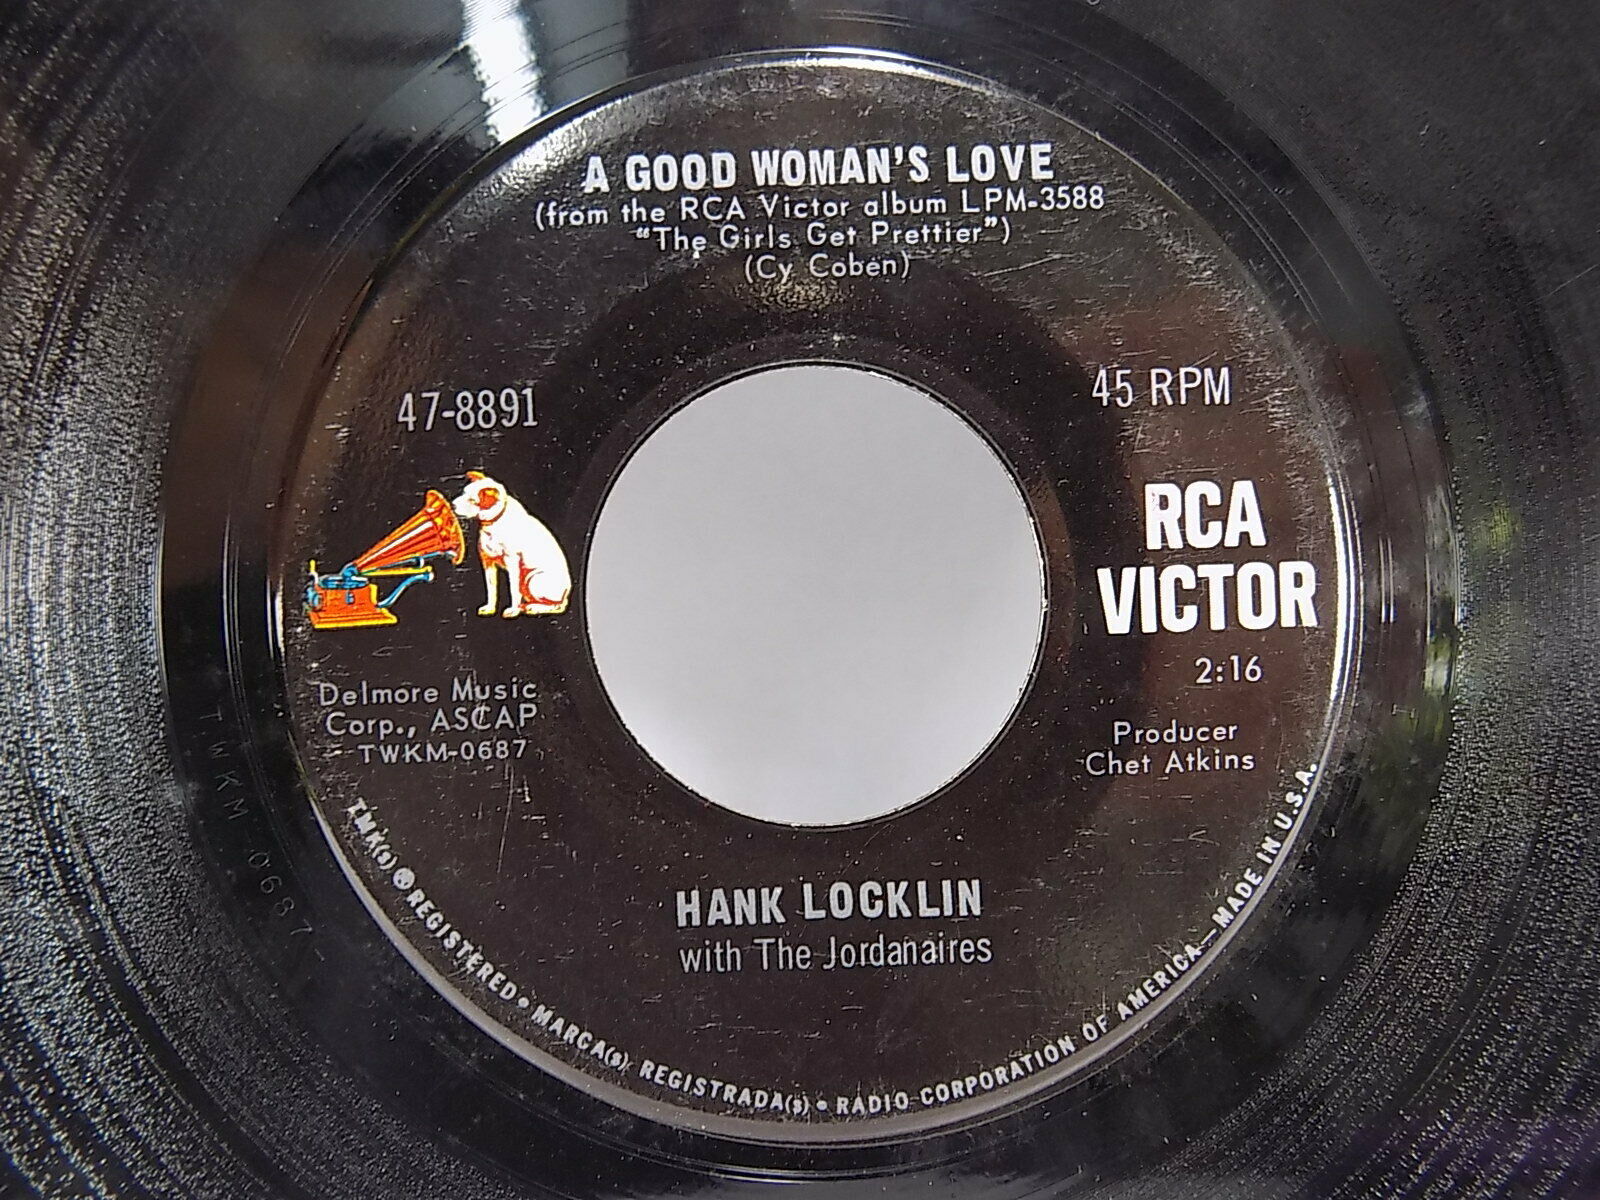 A GOOD WOMAN'S LOVE
(from the RCA Victor album LPM-3588
"The Girls Get Prettier")
(Cy Coben)
47-8891
45 RPM
RCA
VICTOR
2:16
Delmore Music
Corp., ASCAP
TWKM-0687
Producer
Chet Atkins
HANK LOCKLIN
with The Jordanaires
TMK(s) ® REGISTERED • MARCA(s) REGISTRADA(s) • RADIO CORPORATION OF AMERICA—MADE IN U.S.A.
TWKM-0687-